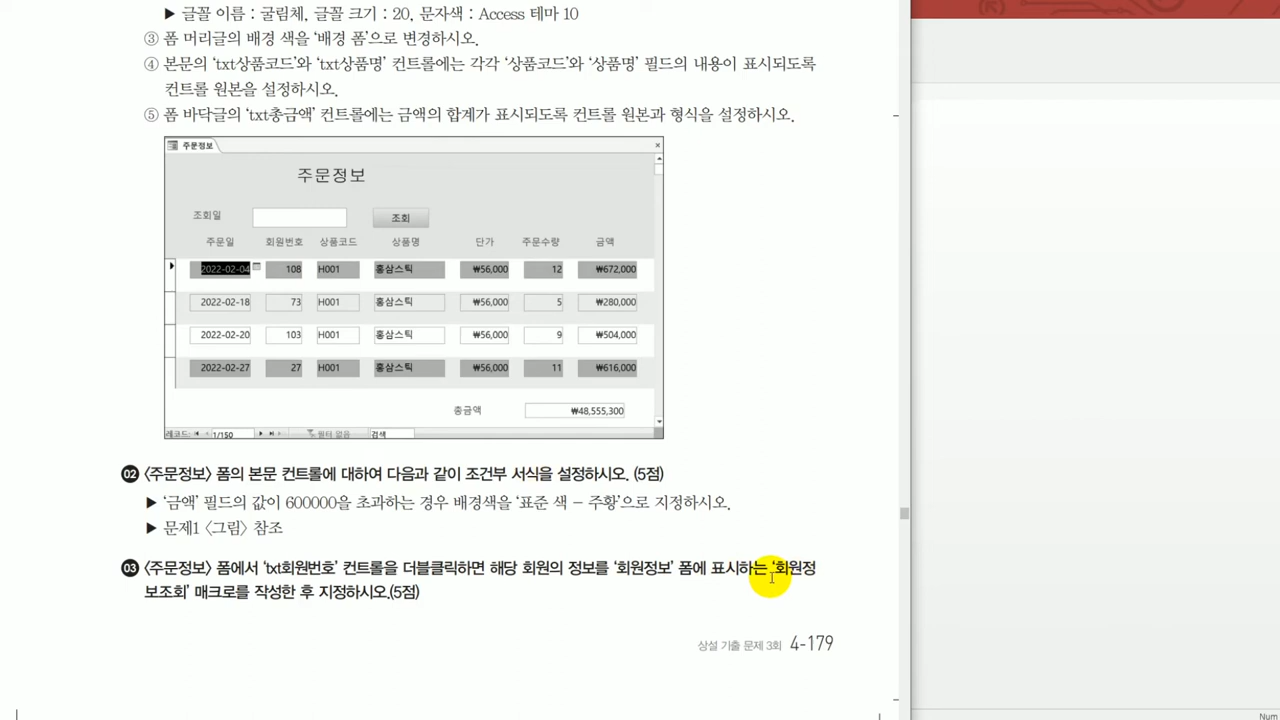 ▶ 글꼴 이름 : 굴림체, 글꼴 크기 : 20, 문자색 : Access 테마 10
③ 폼 머리글의 배경 색을 '배경 폼'으로 변경하시오.
④ 본문의 'txt상품코드'와 'txt상품명' 컨트롤에는 각각 '상품코드'와 '상품명' 필드의 내용이 표시되도록
컨트롤 원본을 설정하시오.
⑤ 폼 바닥글의 'txt총금액' 컨트롤에는 금액의 합계가 표시되도록 컨트롤 원본과 형식을 설정하시오.
주문정보
주문정보
조회일 조회
주문일 회원번호 상품코드 상품명 단가 주문수량 금액
2022-02-04 108 H001 홍삼스틱 ₩56,000 12 ₩672,000
2022-02-18 73 H001 홍삼스틱 ₩56,000 5 ₩280,000
2022-02-20 103 H001 홍삼스틱 ₩56,000 9 ₩504,000
2022-02-27 27 H001 홍삼스틱 ₩56,000 11 ₩616,000
총금액 ₩48,555,300
레코드: 1/150 필터 없음 검색
02 〈주문정보〉 폼의 본문 컨트롤에 대하여 다음과 같이 조건부 서식을 설정하시오. (5점)
▶ '금액' 필드의 값이 600000을 초과하는 경우 배경색을 '표준 색 – 주황'으로 지정하시오.
▶ 문제1 〈그림〉 참조
03 〈주문정보〉 폼에서 'txt회원번호' 컨트롤을 더블클릭하면 해당 회원의 정보를 '회원정보' 폼에 표시하는 '회원정
보조회' 매크로를 작성한 후 지정하시오.(5점)
상설 기출 문제 3회 4-179
Num